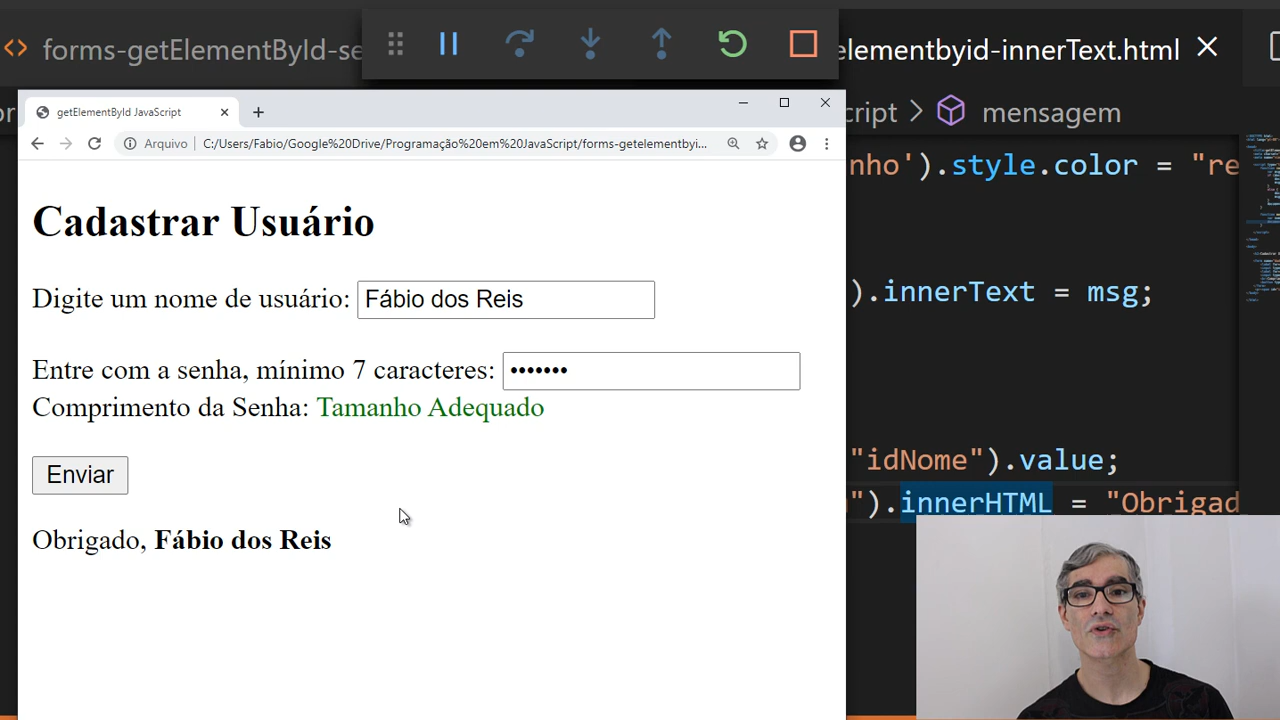 forms-getElementById-se
elementbyid-innerText.html
getElementById JavaScript
Arquivo
C:/Users/Fabio/Google%20Drive/Programação%20em%20JavaScript/forms-getelementbyi...
cript > mensagem
nho').style.color = "re
Cadastrar Usuário
Digite um nome de usuário: Fábio dos Reis
).innerText = msg;
Entre com a senha, mínimo 7 caracteres: •••••••
Comprimento da Senha: Tamanho Adequado
"idNome").value;
Enviar
").innerHTML = "Obrigad
Obrigado, Fábio dos Reis